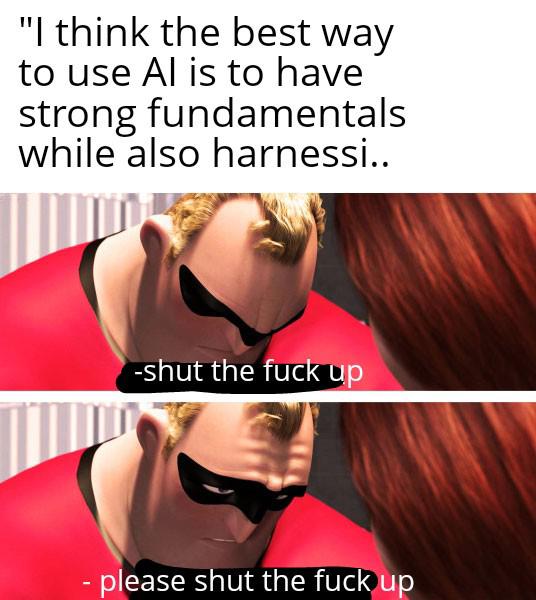 "I think the best way
to use AI is to have
strong fundamentals
while also harnessi..
-shut the fuck up
- please shut the fuck up